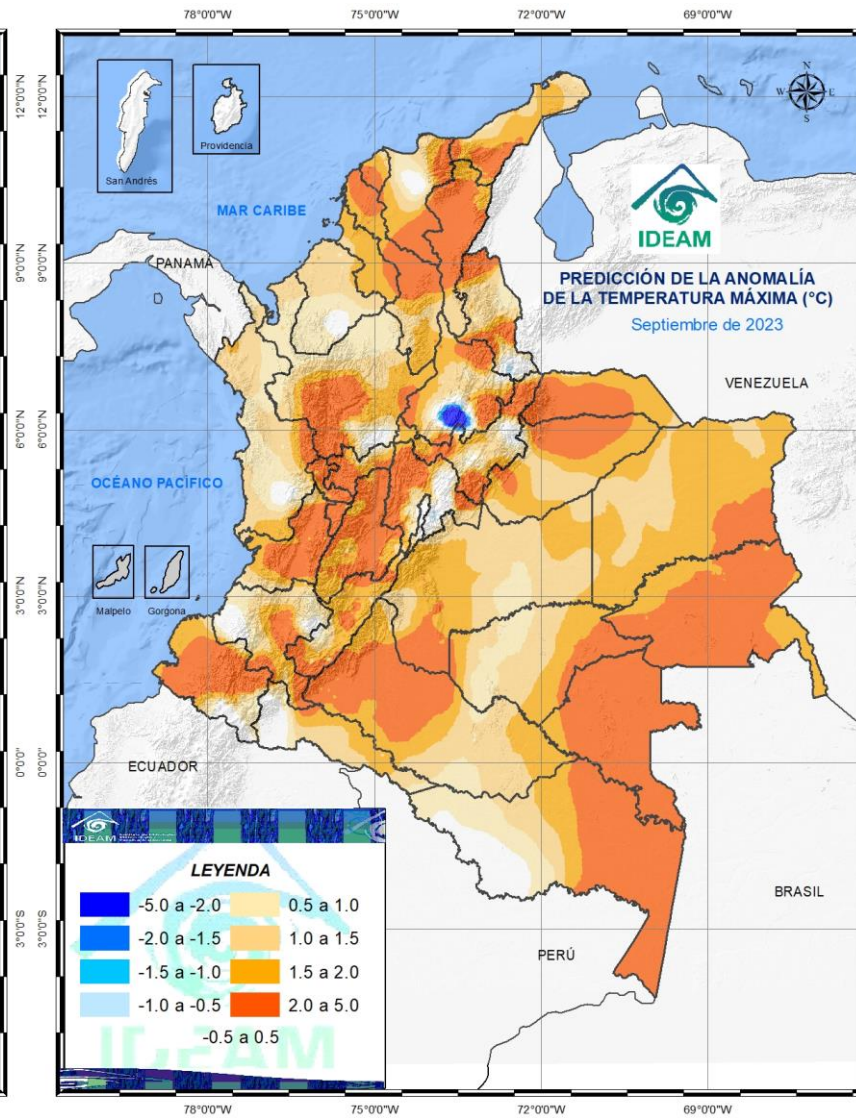 78°0'0"W
75°0'0"W
72°0'0"W
69°0'0"W
12°0'0"N
12°0'0"N
9°0'0"N
9°0'0"N
6°0'0"N
6°0'0"N
3°0'0"N
3°0'0"N
0°0'0"
0°0'0"
3°0'0"S
3°0'0"S
N
W
E
S
San Andrés
Providencia
MAR CARIBE
IDEAM
PANAMÁ
PREDICCIÓN DE LA ANOMALÍA
DE LA TEMPERATURA MÁXIMA (°C)
Septiembre de 2023
VENEZUELA
OCÉANO PACÍFICO
Malpelo
Gorgona
ECUADOR
BRASIL
PERÚ
IDEAM
LEYENDA
-5.0 a -2.0
0.5 a 1.0
-2.0 a -1.5
1.0 a 1.5
-1.5 a -1.0
1.5 a 2.0
-1.0 a -0.5
2.0 a 5.0
-0.5 a 0.5
IDEAM
78°0'0"W
75°0'0"W
72°0'0"W
69°0'0"W